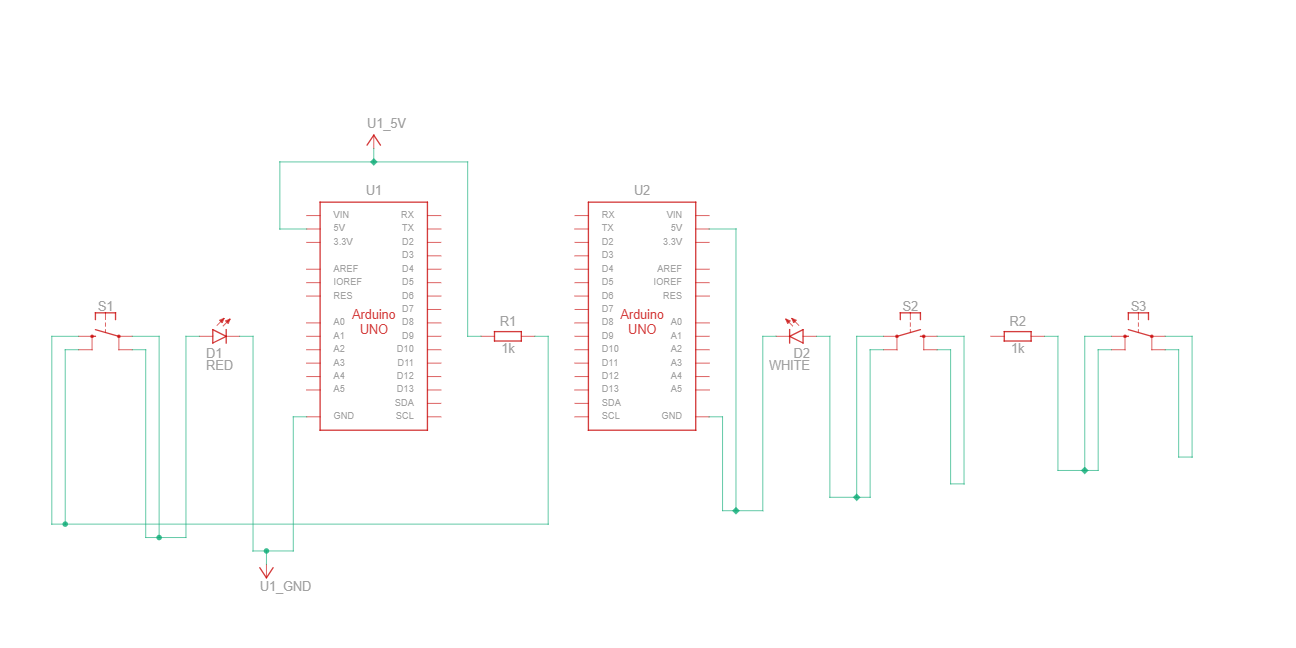 U1_5V
U1
U2
VIN RX
5V TX
3.3V D2
D3
AREF D4
IOREF D5
RES D6
D7
A0 D8
A1 D9
A2 D10
A3 D11
A4 D12
A5 D13
SDA
GND SCL
Arduino
UNO
RX VIN
TX 5V
D2 3.3V
D3
D4 AREF
D5 IOREF
D6 RES
D7
D8 A0
D9 A1
D10 A2
D11 A3
D12 A4
D13 A5
SDA
SCL GND
Arduino
UNO
S1
D1
RED
R1
1k
D2
WHITE
S2
R2
1k
S3
U1_GND